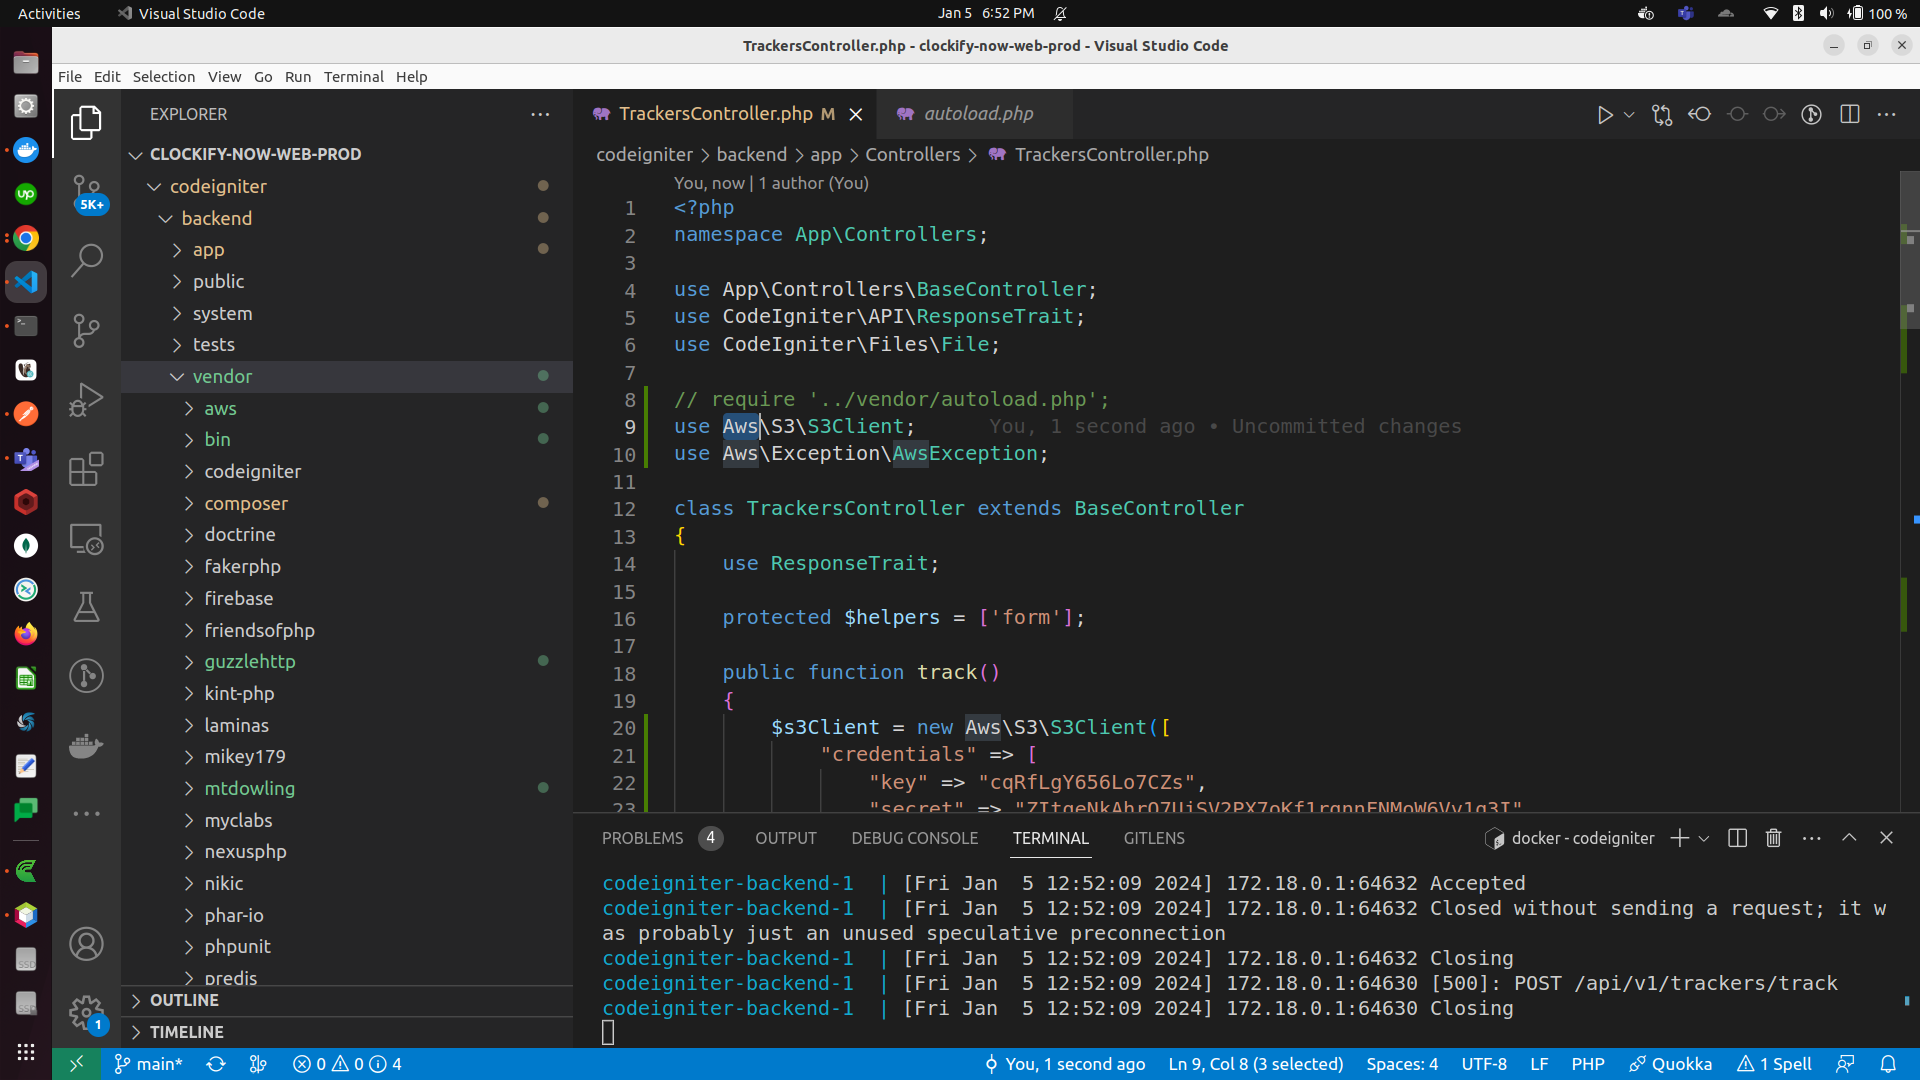 Activities Visual Studio Code Jan 5 6:52 PM 100 %
TrackersController.php - clockify-now-web-prod - Visual Studio Code
File Edit Selection View Go Run Terminal Help
EXPLORER
TrackersController.php M autoload.php
CLOCKIFY-NOW-WEB-PROD
codeigniter
backend
app
public
system
tests
vendor
aws
bin
codeigniter
composer
doctrine
fakerphp
firebase
friendsofphp
guzzlehttp
kint-php
laminas
mikey179
mtdowling
myclabs
nexusphp
nikic
phar-io
phpunit
predis
OUTLINE
TIMELINE
5K+
1
up
SSD
SSD
codeigniter > backend > app > Controllers > TrackersController.php
You, now | 1 author (You)
1 <?php
2 namespace App\Controllers;
3
4 use App\Controllers\BaseController;
5 use CodeIgniter\API\ResponseTrait;
6 use CodeIgniter\Files\File;
7
8 // require '../vendor/autoload.php';
9 use Aws\S3\S3Client; You, 1 second ago • Uncommitted changes
10 use Aws\Exception\AwsException;
11
12 class TrackersController extends BaseController
13 {
14 use ResponseTrait;
15
16 protected $helpers = ['form'];
17
18 public function track()
19 {
20 $s3Client = new Aws\S3\S3Client([
21 "credentials" => [
22 "key" => "cqRfLgY656Lo7CZs",
23 "secret" =>
PROBLEMS 4 OUTPUT DEBUG CONSOLE TERMINAL GITLENS docker - codeigniter
codeigniter-backend-1 | [Fri Jan 5 12:52:09 2024] 172.18.0.1:64632 Accepted
codeigniter-backend-1 | [Fri Jan 5 12:52:09 2024] 172.18.0.1:64632 Closed without sending a request; it w
as probably just an unused speculative preconnection
codeigniter-backend-1 | [Fri Jan 5 12:52:09 2024] 172.18.0.1:64632 Closing
codeigniter-backend-1 | [Fri Jan 5 12:52:09 2024] 172.18.0.1:64630 [500]: POST /api/v1/trackers/track
codeigniter-backend-1 | [Fri Jan 5 12:52:09 2024] 172.18.0.1:64630 Closing
main* 0 0 4 You, 1 second ago Ln 9, Col 8 (3 selected) Spaces: 4 UTF-8 LF PHP Quokka 1 Spell